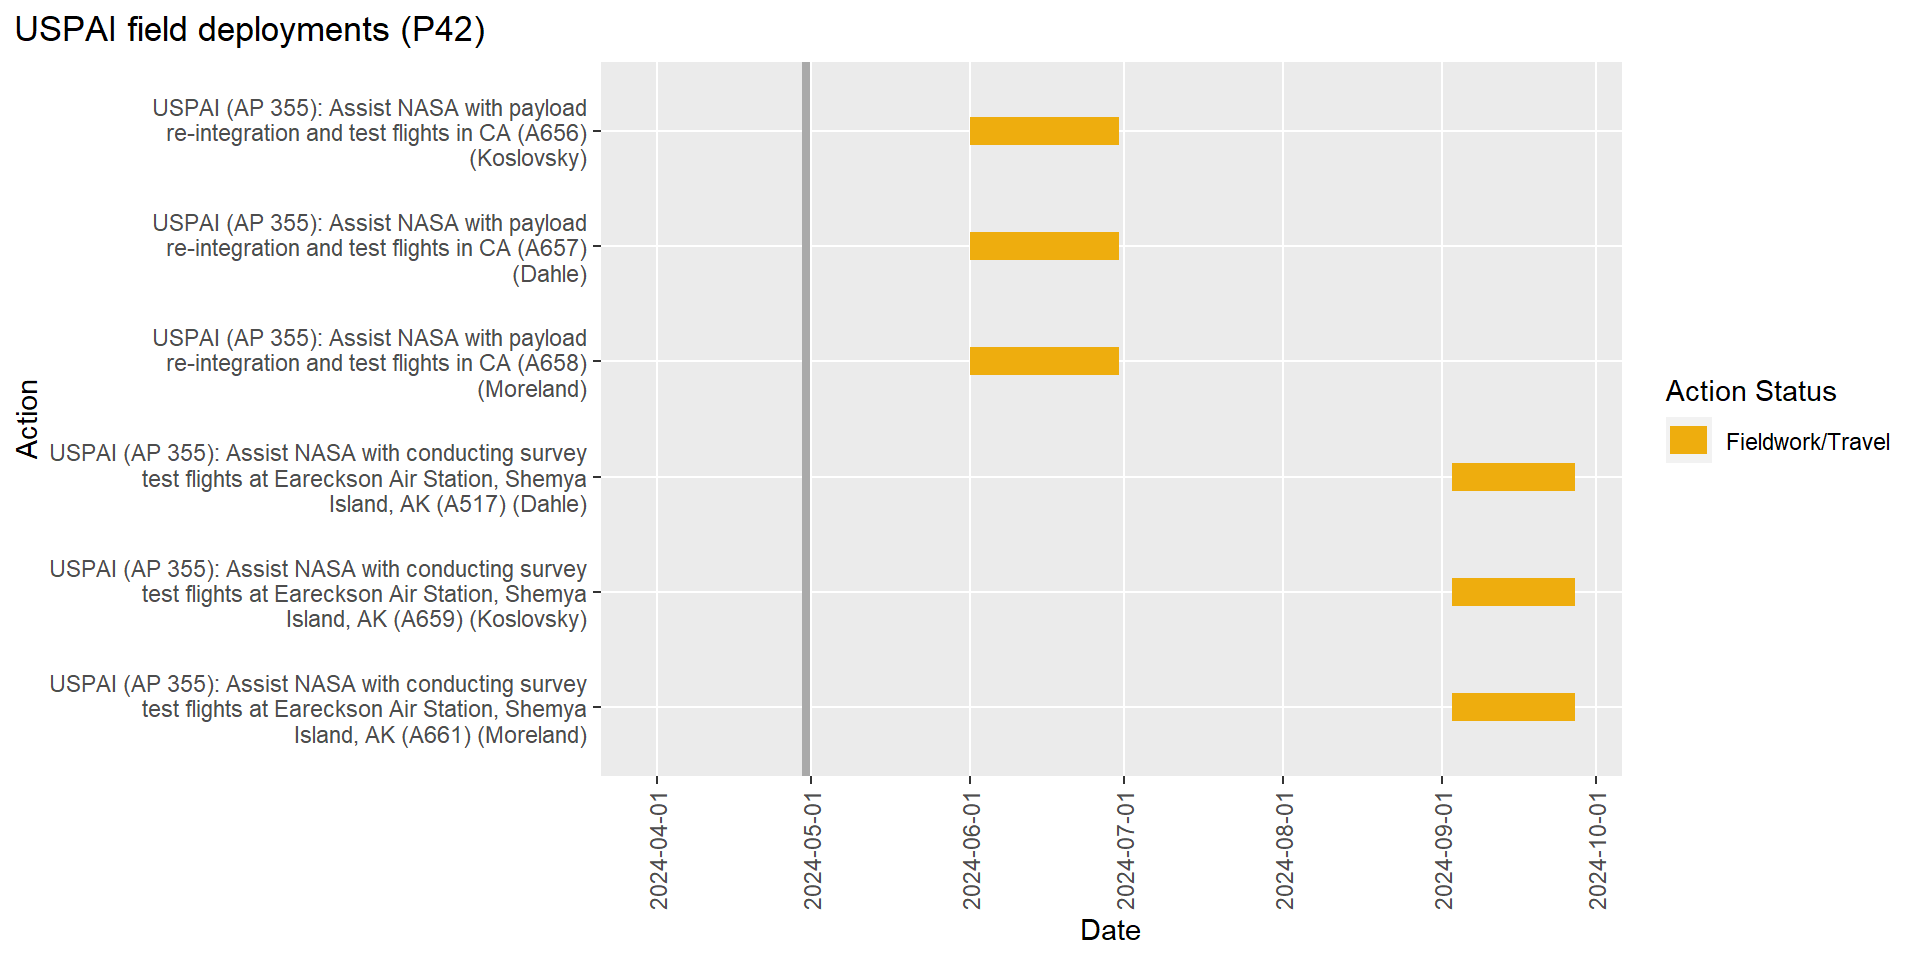 USPAI field deployments (P42)
USPAI (AP 355): Assist NASA with payload
re-integration and test flights in CA (A656)
(Koslovsky)
USPAI (AP 355): Assist NASA with payload
re-integration and test flights in CA (A657)
(Dahle)
USPAI (AP 355): Assist NASA with payload
re-integration and test flights in CA (A658)
(Moreland)
USPAI (AP 355): Assist NASA with conducting survey
test flights at Eareckson Air Station, Shemya
Island, AK (A517) (Dahle)
USPAI (AP 355): Assist NASA with conducting survey
test flights at Eareckson Air Station, Shemya
Island, AK (A659) (Koslovsky)
USPAI (AP 355): Assist NASA with conducting survey
test flights at Eareckson Air Station, Shemya
Island, AK (A661) (Moreland)
Action
2024-04-01
2024-05-01
2024-06-01
2024-07-01
2024-08-01
2024-09-01
2024-10-01
Date
Action Status
Fieldwork/Travel